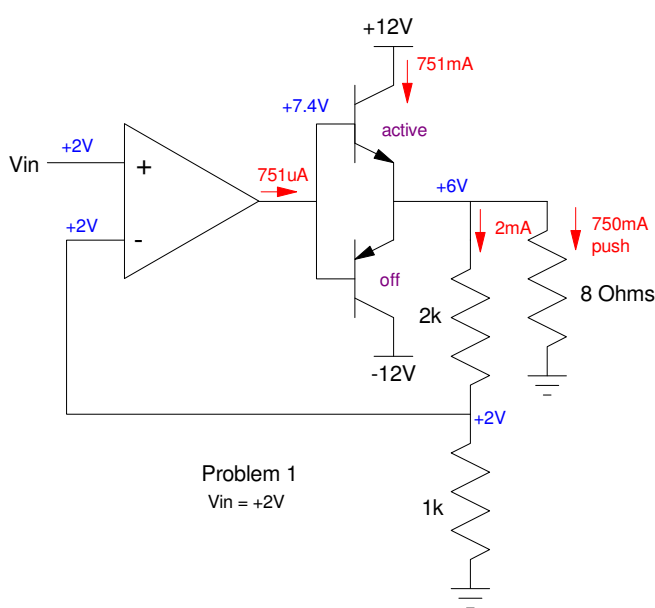 +12V
751mA
+7.4V
active
+2V
Vin
+
751uA
+6V
+2V
-
2mA
750mA
push
off
8 Ohms
2k
-12V
+2V
Problem 1
Vin = +2V
1k